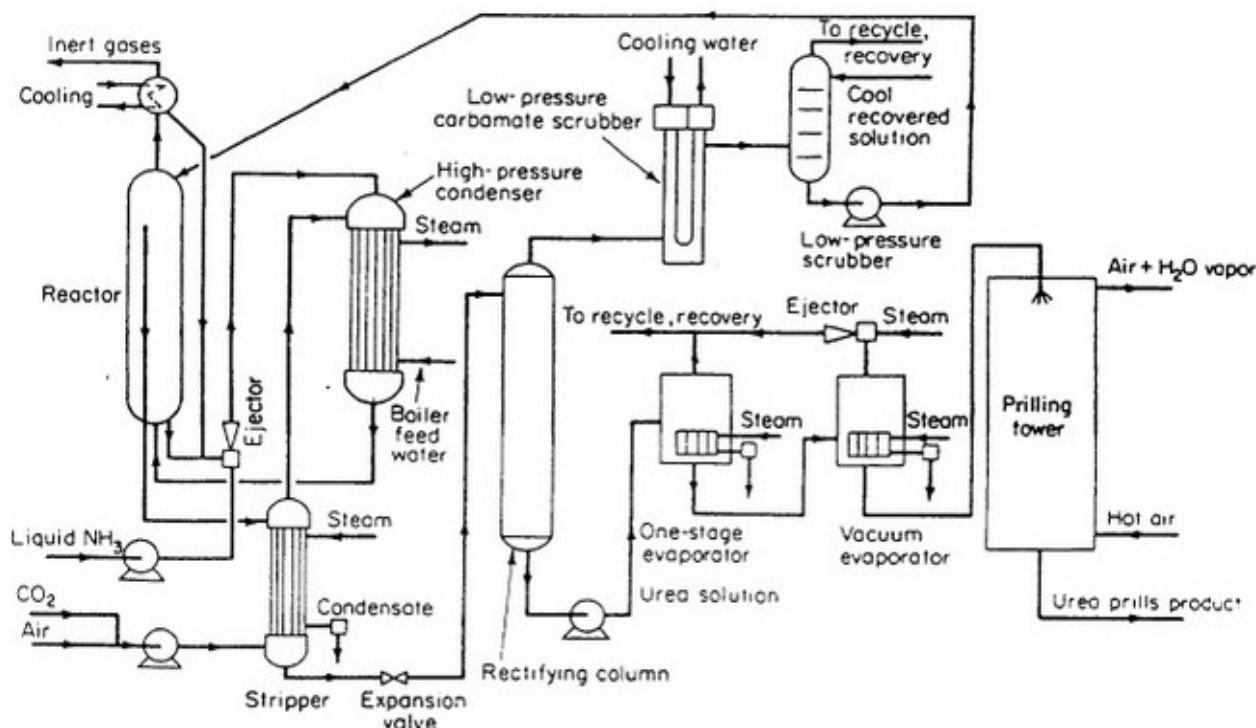 Inert gases
Cooling
Cooling water
To recycle,
recovery
Cool
recovered
solution
Low-pressure
carbamate scrubber
High-pressure
condenser
Steam
Low-pressure
scrubber
Reactor
Air + H2O vapor
To recycle, recovery
Ejector
Steam
Ejector
Boiler
feed
water
Steam
Steam
Prilling
tower
Liquid NH3
Steam
One-stage
evaporator
Vacuum
evaporator
Hot air
CO2
Air
Condensate
Urea solution
Urea prills product
Stripper
Expansion
valve
Rectifying column